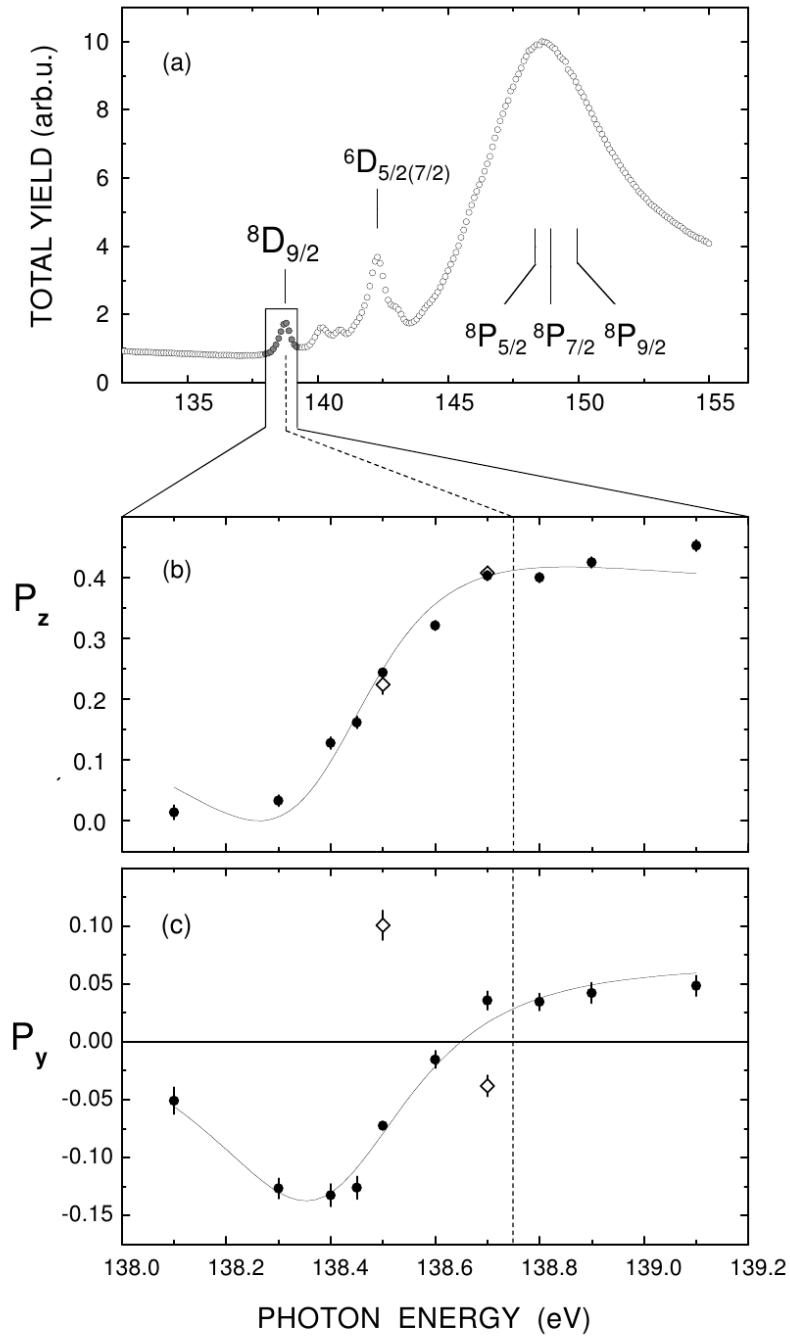 10
8
6
4
2
0
TOTAL YIELD (arb.u.)
(a)
⁶D₅/₂(₇/₂)
⁸D₉/₂
⁸P₅/₂ ⁸P₇/₂ ⁸P₉/₂
135 140 145 150 155
(b)
P_z
0.4
0.3
0.2
0.1
0.0
(c)
P_y
0.10
0.05
0.00
-0.05
-0.10
-0.15
138.0 138.2 138.4 138.6 138.8 139.0 139.2
PHOTON ENERGY (eV)